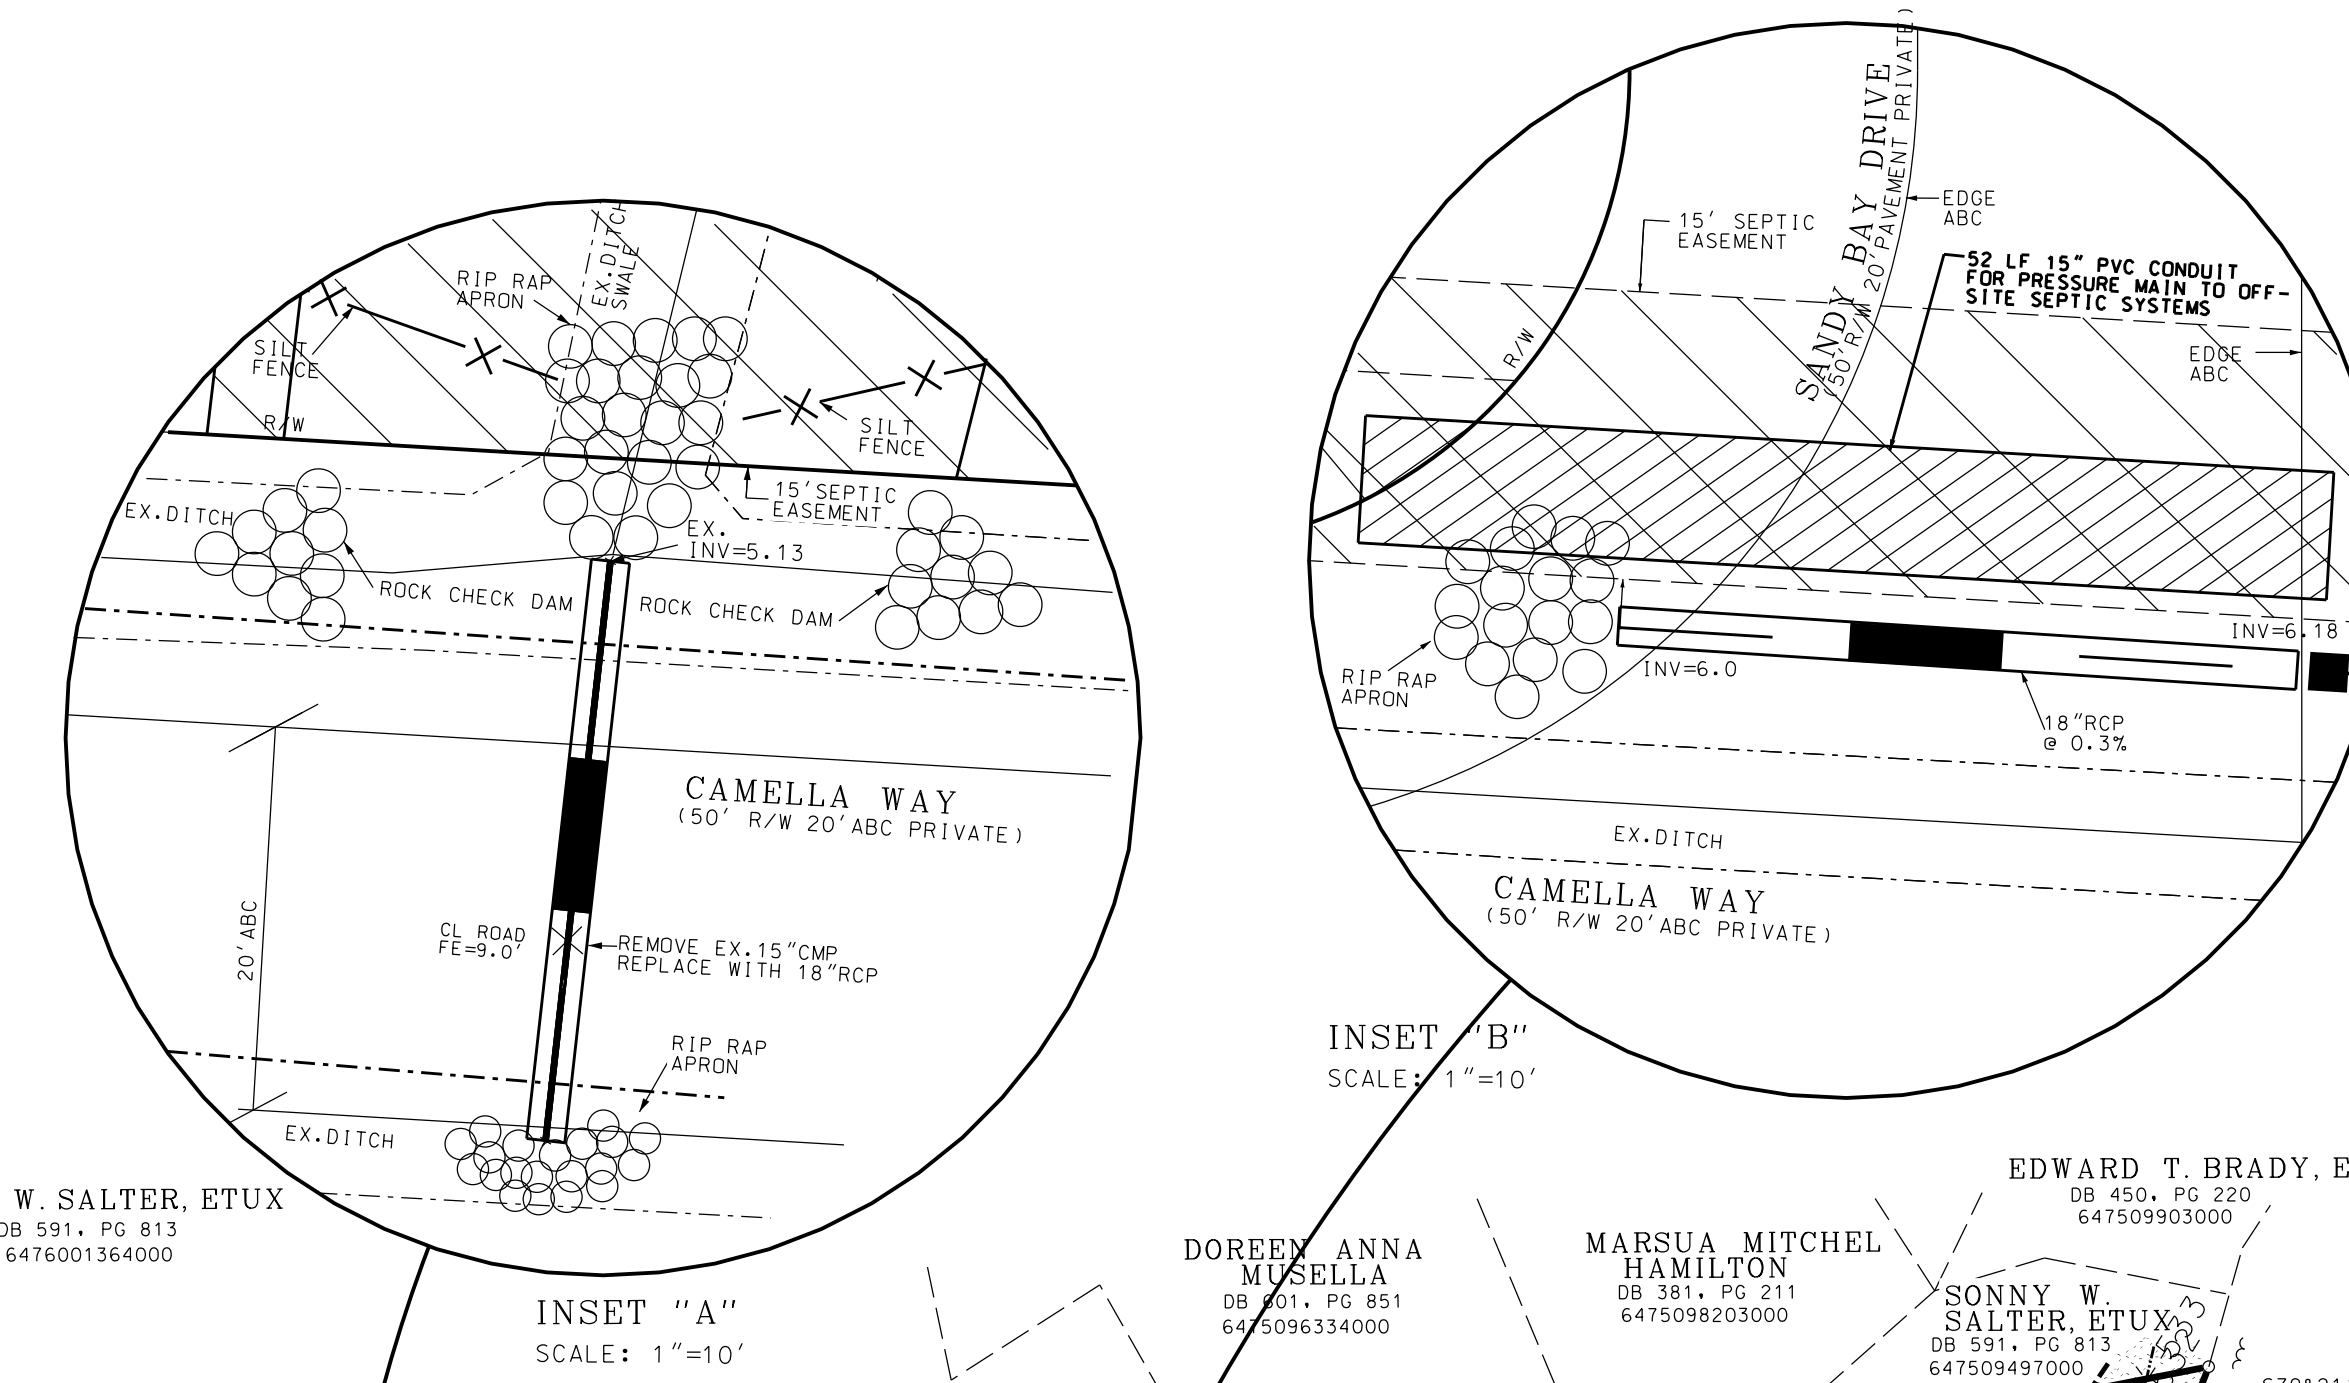 EX.DITCH
SWALE
RIP RAP
APRON
SILT
FENCE
R/W
SILT
FENCE
15'SEPTIC
EASEMENT
EX.DITCH
EX.
INV=5.13
ROCK CHECK DAM
ROCK CHECK DAM
CAMELLA WAY
(50' R/W 20'ABC PRIVATE)
20'ABC
CL ROAD
FE=9.0'
REMOVE EX.15"CMP
REPLACE WITH 18"RCP
RIP RAP
APRON
EX.DITCH
INSET "A"
SCALE: 1"=10'
SANDY BAY DRIVE
(50' R/W 20'PAVEMENT PRIVATE)
EDGE
ABC
15' SEPTIC
EASEMENT
52 LF 15" PVC CONDUIT
FOR PRESSURE MAIN TO OFF-
SITE SEPTIC SYSTEMS
R/W
EDGE
ABC
INV=6.18
INV=6.0
RIP RAP
APRON
18"RCP
@ 0.3%
EX.DITCH
CAMELLA WAY
(50' R/W 20'ABC PRIVATE)
INSET "B"
SCALE: 1"=10'
W. SALTER, ETUX
DB 591, PG 813
6476001364000
DOREEN ANNA
MUSELLA
DB 601, PG 851
6475096334000
MARSUA MITCHEL
HAMILTON
DB 381, PG 211
6475098203000
EDWARD T. BRADY, E
DB 450, PG 220
647509903000
SONNY W.
SALTER, ETUX
DB 591, PG 813
647509497000